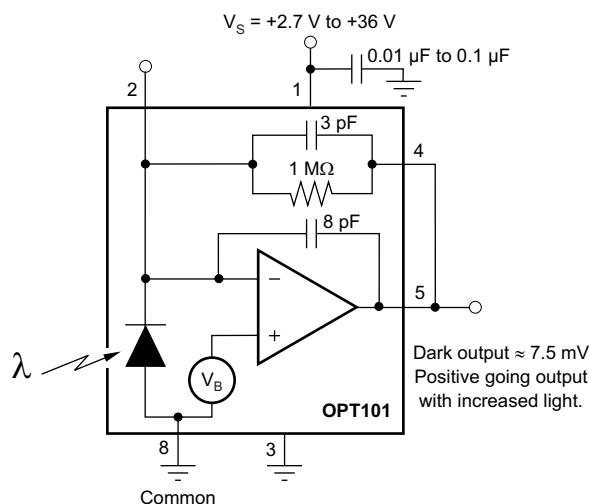 V_S = +2.7 V to +36 V
0.01 µF to 0.1 µF
2
1
3 pF
4
1 MΩ
8 pF
−
5
+
λ
V_B
Dark output ≈ 7.5 mV
Positive going output
with increased light.
OPT101
8
3
Common